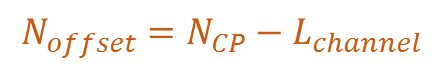 N_offset = N_CP − L_channel